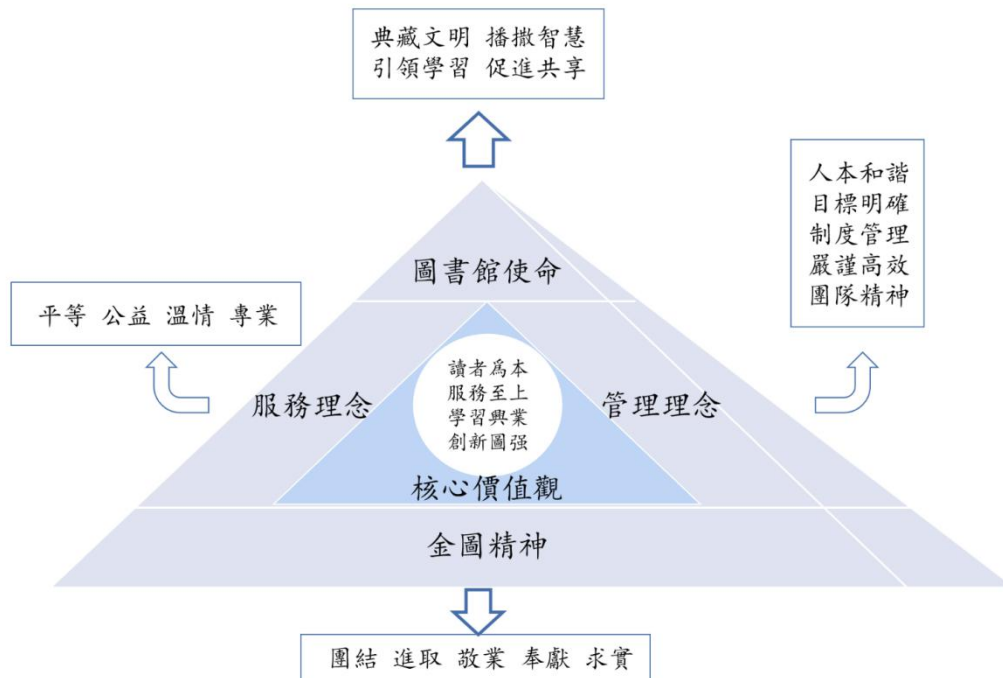 典藏文明 播撒智慧
引領學習 促進共享
人本和諧
目標明確
制度管理
嚴謹高效
團隊精神
圖書館使命
平等 公益 溫情 專業
讀者爲本
服務至上
學習興業
創新圖强
服務理念
管理理念
核心價值觀
金圖精神
團結 進取 敬業 奉獻 求實